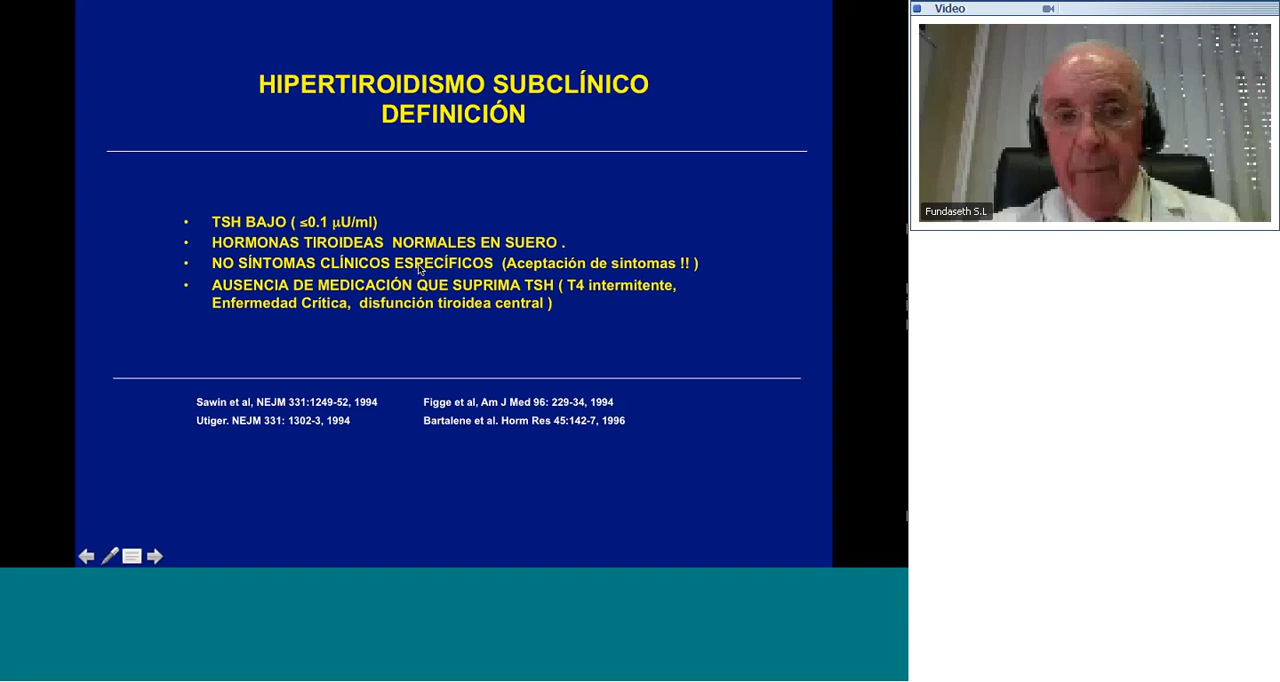 Video
HIPERTIROIDISMO SUBCLÍNICO
DEFINICIÓN
• TSH BAJO ( ≤0.1 μU/ml)
• HORMONAS TIROIDEAS NORMALES EN SUERO .
• NO SÍNTOMAS CLÍNICOS ESPECÍFICOS (Aceptación de sintomas !! )
• AUSENCIA DE MEDICACIÓN QUE SUPRIMA TSH ( T4 intermitente,
Enfermedad Crítica, disfunción tiroidea central )
Sawin et al, NEJM 331:1249-52, 1994
Utiger. NEJM 331: 1302-3, 1994
Figge et al, Am J Med 96: 229-34, 1994
Bartalene et al. Horm Res 45:142-7, 1996
Fundaseth S.L